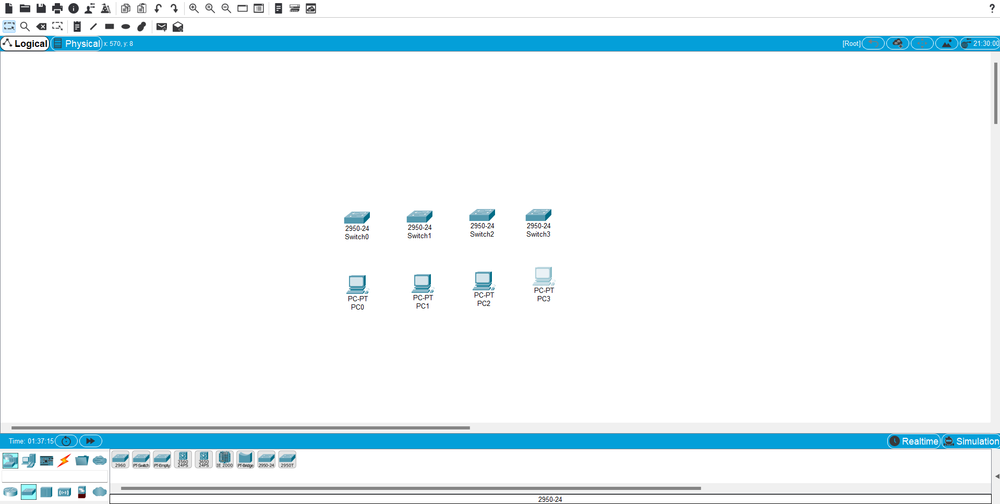 ?
Logical Physical x: 570, y: 8 [Root] 21:30:00
2950-24 2950-24 2950-24 2950-24
Switch0 Switch1 Switch2 Switch3
PC-PT PC-PT PC-PT PC-PT
PC0 PC1 PC2 PC3
Time: 01:37:15 Realtime Simulation
2960 PT-Switch PT-Empty 3560 24PS 3650 24PS IE 2000 PT-Bridge 2950-24 2950T
2950-24